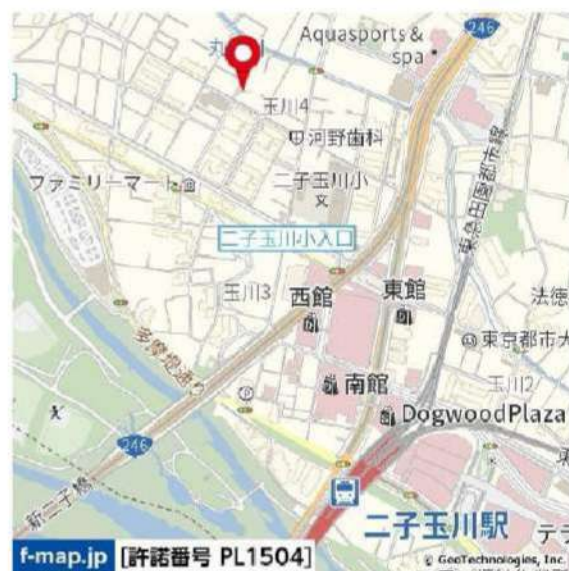 Aquasports &
spa
246
玉川4
河野歯科
ファミリーマート
二子玉川小
文
二子玉川小入口
東急田園都市線
玉川3
西館
東館
法徳
多摩堤通り
東京都市大
南館
玉川2
DogwoodPlaza
246
新二子橋
二子玉川駅
テラ
f-map.jp [許諾番号 PL1504]
© GeoTechnologies, Inc.